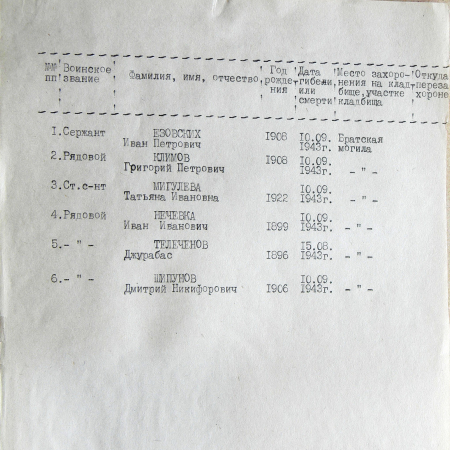 №№ ! Воинское ! Фамилия, имя, отчество, ! Год ! Дата ! Место захоро- ! Откуда
пп ! звание ! рожде- ! гибели, ! нения на клад- ! переза
ния ! или ! бище, участке ! хороне
смерти ! кладбища
1. Сержант ЕЗОВСКИХ 1908 10.09. Братская
Иван Петрович 1943г. могила
2. Рядовой КЛИМОВ 1908 10.09.
Григорий Петрович 1943г. - " -
3. Ст.с-нт МИГУЛЕВА 10.09.
Татьяна Ивановна 1922 1943г. - " -
4. Рядовой НЕЧЕВКА 10.09.
Иван Иванович 1899 1943г. - " -
5. - " - ТЕЛЕЧЕНОВ 15.08.
Джурабас 1896 1943г. - " -
6. - " - ШИПУНОВ 10.09.
Дмитрий Никифорович 1906 1943г. - " -